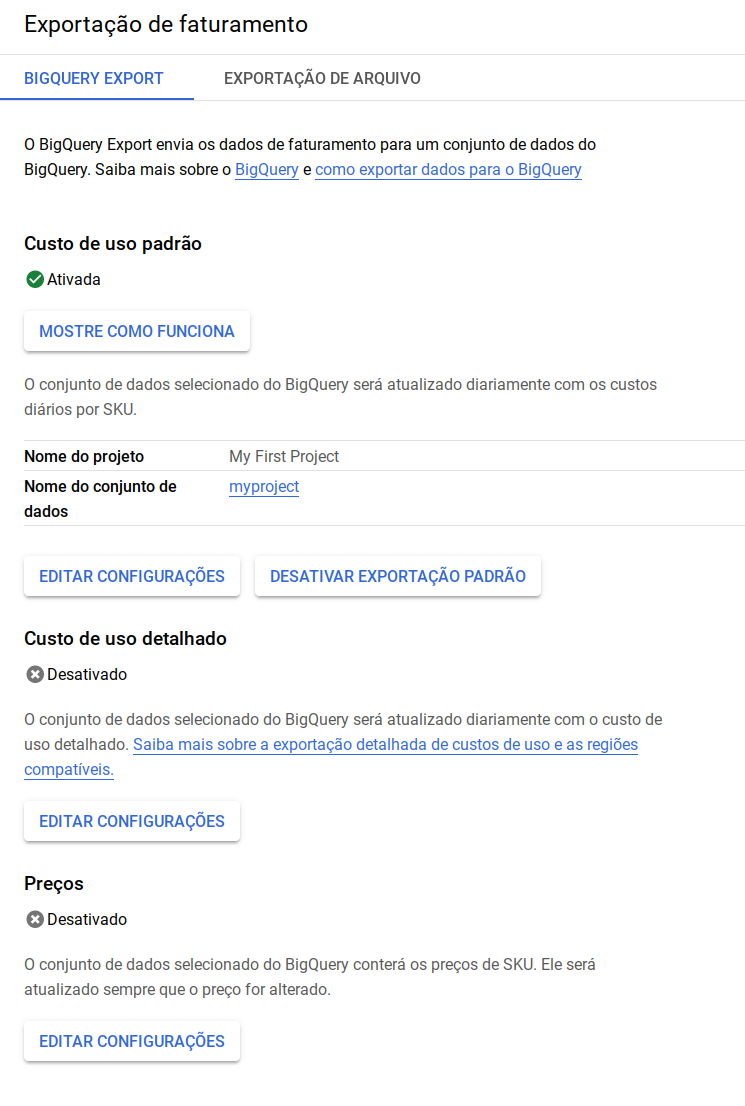 Exportação de faturamento
BIGQUERY EXPORT EXPORTAÇÃO DE ARQUIVO
O BigQuery Export envia os dados de faturamento para um conjunto de dados do
BigQuery. Saiba mais sobre o BigQuery e como exportar dados para o BigQuery
Custo de uso padrão
Ativada
MOSTRE COMO FUNCIONA
O conjunto de dados selecionado do BigQuery será atualizado diariamente com os custos
diários por SKU.
Nome do projeto My First Project
Nome do conjunto de myproject
dados
EDITAR CONFIGURAÇÕES DESATIVAR EXPORTAÇÃO PADRÃO
Custo de uso detalhado
Desativado
O conjunto de dados selecionado do BigQuery será atualizado diariamente com o custo de
uso detalhado. Saiba mais sobre a exportação detalhada de custos de uso e as regiões
compatíveis.
EDITAR CONFIGURAÇÕES
Preços
Desativado
O conjunto de dados selecionado do BigQuery conterá os preços de SKU. Ele será
atualizado sempre que o preço for alterado.
EDITAR CONFIGURAÇÕES